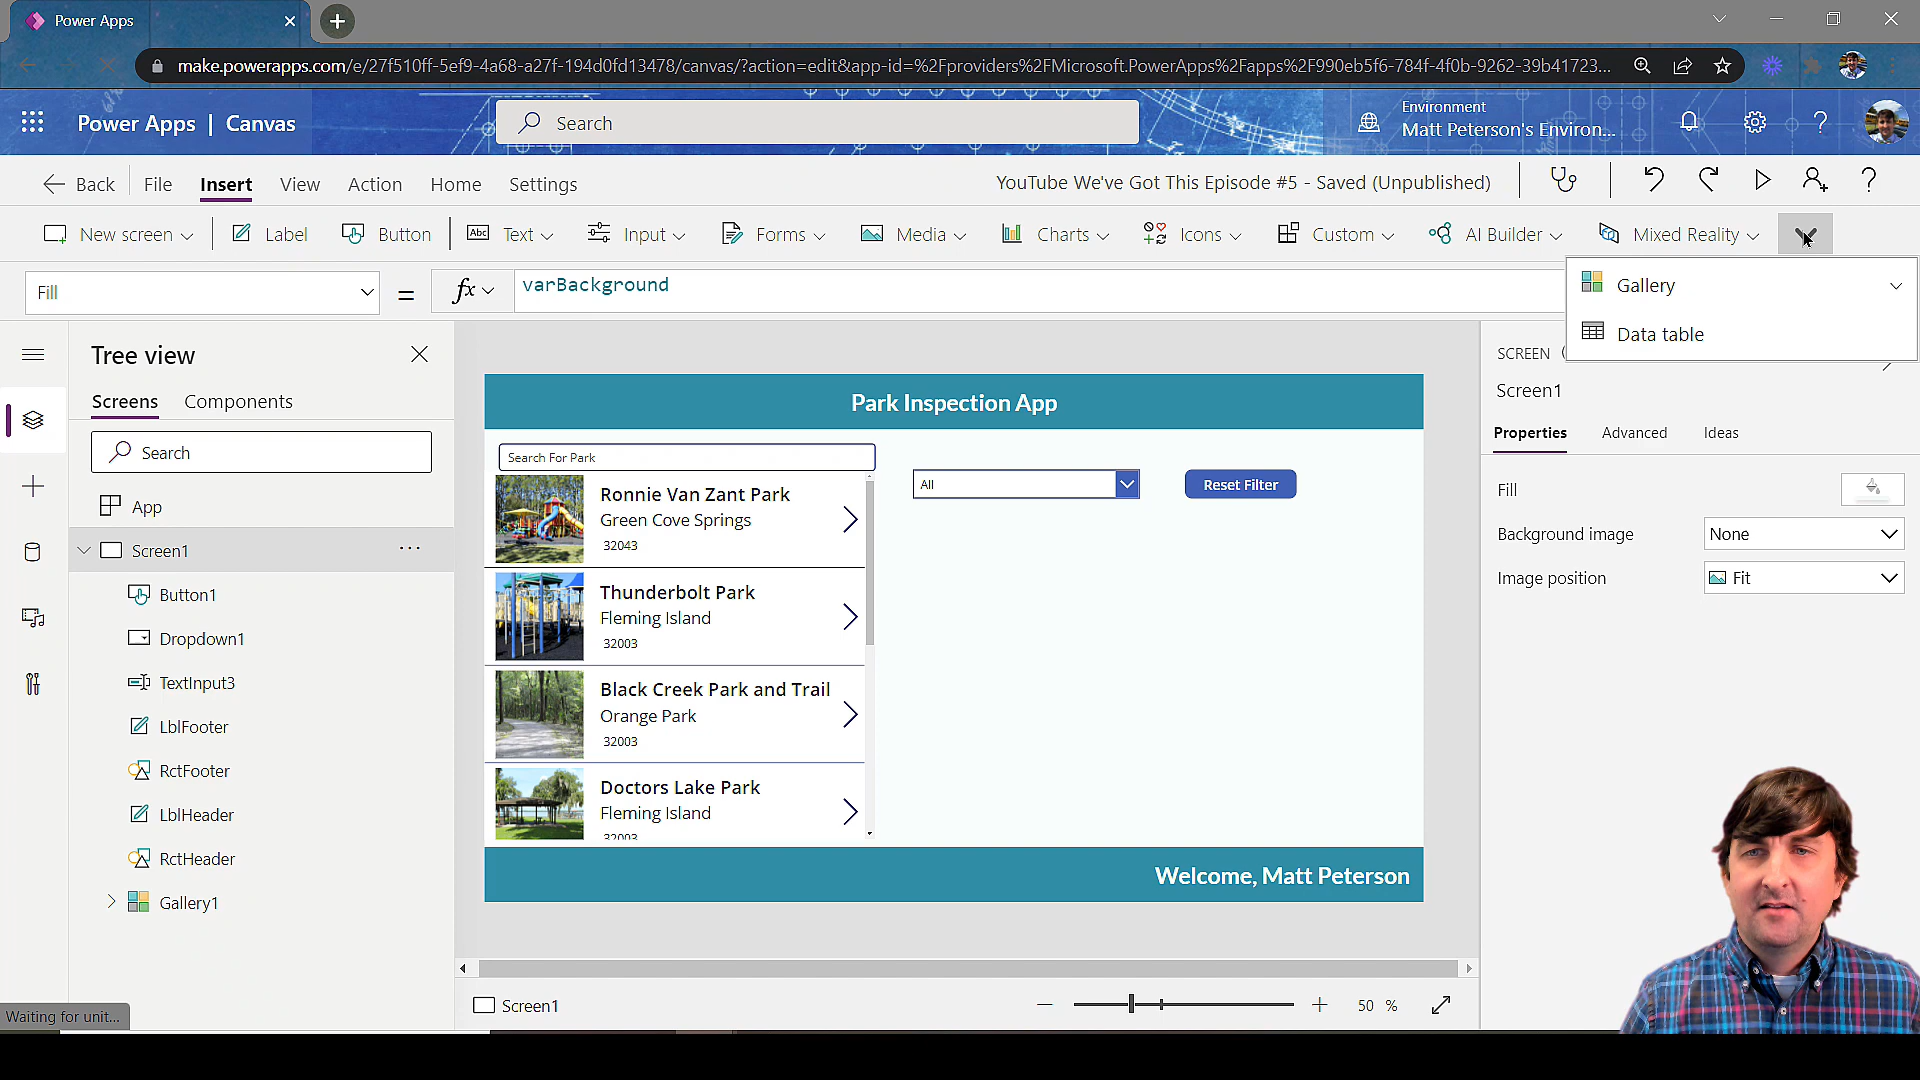 Power Apps
make.powerapps.com/e/27f510ff-5ef9-4a68-a27f-194d0fd13478/canvas/?action=edit&app-id=%2Fproviders%2FMicrosoft.PowerApps%2Fapps%2F990eb5f6-784f-4f0b-9262-39b41723...
Power Apps | Canvas
Search
Environment
Matt Peterson's Environ...
Back
File
Insert
View
Action
Home
Settings
YouTube We've Got This Episode #5 - Saved (Unpublished)
New screen
Label
Button
Abc
Text
Input
Forms
Media
Charts
Icons
Custom
AI Builder
Mixed Reality
Fill
=
fx
varBackground
Gallery
Data table
Tree view
Screens
Components
Search
App
Screen1
Button1
Dropdown1
TextInput3
LblFooter
RctFooter
LblHeader
RctHeader
Gallery1
Park Inspection App
Search For Park
All
Reset Filter
Ronnie Van Zant Park
Green Cove Springs
32043
Thunderbolt Park
Fleming Island
32003
Black Creek Park and Trail
Orange Park
32003
Doctors Lake Park
Fleming Island
32003
Welcome, Matt Peterson
SCREEN
Screen1
Properties
Advanced
Ideas
Fill
Background image
None
Image position
Fit
Screen1
50 %
Waiting for unit...